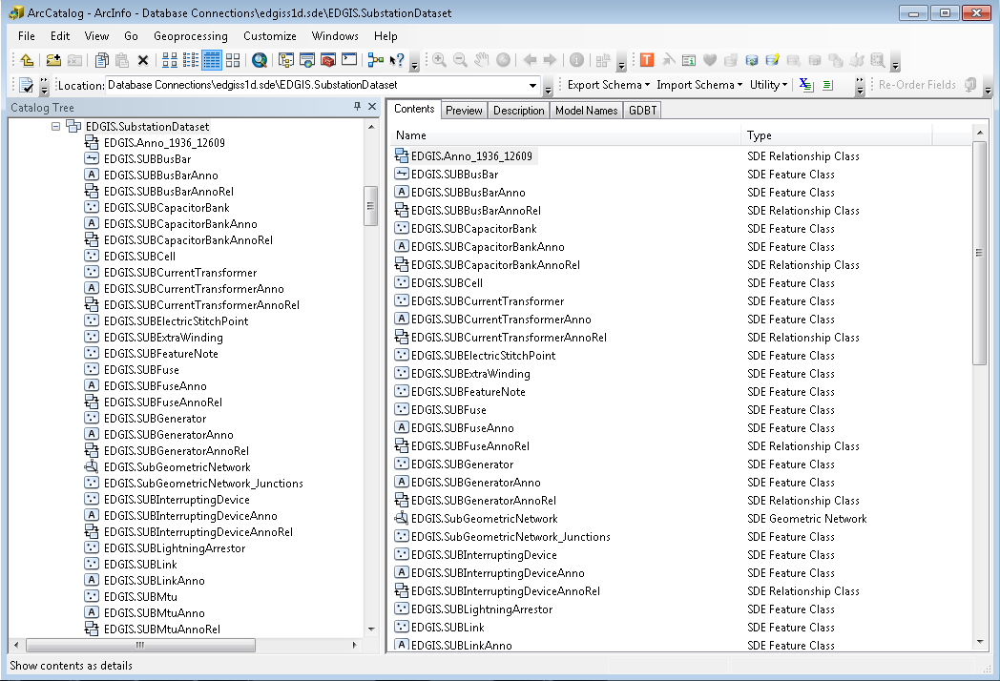 ArcCatalog - ArcInfo - Database Connections\edgiss1d.sde\EDGIS.SubstationDataset
File Edit View Go Geoprocessing Customize Windows Help
Location: Database Connections\edgiss1d.sde\EDGIS.SubstationDataset Export Schema Import Schema Utility Re-Order Fields
Catalog Tree
EDGIS.SubstationDataset
EDGIS.Anno_1936_12609
EDGIS.SUBBusBar
EDGIS.SUBBusBarAnno
EDGIS.SUBBusBarAnnoRel
EDGIS.SUBCapacitorBank
EDGIS.SUBCapacitorBankAnno
EDGIS.SUBCapacitorBankAnnoRel
EDGIS.SUBCell
EDGIS.SUBCurrentTransformer
EDGIS.SUBCurrentTransformerAnno
EDGIS.SUBCurrentTransformerAnnoRel
EDGIS.SUBElectricStitchPoint
EDGIS.SUBExtraWinding
EDGIS.SUBFeatureNote
EDGIS.SUBFuse
EDGIS.SUBFuseAnno
EDGIS.SUBFuseAnnoRel
EDGIS.SUBGenerator
EDGIS.SUBGeneratorAnno
EDGIS.SUBGeneratorAnnoRel
EDGIS.SubGeometricNetwork
EDGIS.SubGeometricNetwork_Junctions
EDGIS.SUBInterruptingDevice
EDGIS.SUBInterruptingDeviceAnno
EDGIS.SUBInterruptingDeviceAnnoRel
EDGIS.SUBLightningArrestor
EDGIS.SUBLink
EDGIS.SUBLinkAnno
EDGIS.SUBMtu
EDGIS.SUBMtuAnno
EDGIS.SUBMtuAnnoRel
Contents Preview Description Model Names GDBT
Name Type
EDGIS.Anno_1936_12609 SDE Relationship Class
EDGIS.SUBBusBar SDE Feature Class
EDGIS.SUBBusBarAnno SDE Feature Class
EDGIS.SUBBusBarAnnoRel SDE Relationship Class
EDGIS.SUBCapacitorBank SDE Feature Class
EDGIS.SUBCapacitorBankAnno SDE Feature Class
EDGIS.SUBCapacitorBankAnnoRel SDE Relationship Class
EDGIS.SUBCell SDE Feature Class
EDGIS.SUBCurrentTransformer SDE Feature Class
EDGIS.SUBCurrentTransformerAnno SDE Feature Class
EDGIS.SUBCurrentTransformerAnnoRel SDE Relationship Class
EDGIS.SUBElectricStitchPoint SDE Feature Class
EDGIS.SUBExtraWinding SDE Feature Class
EDGIS.SUBFeatureNote SDE Feature Class
EDGIS.SUBFuse SDE Feature Class
EDGIS.SUBFuseAnno SDE Feature Class
EDGIS.SUBFuseAnnoRel SDE Relationship Class
EDGIS.SUBGenerator SDE Feature Class
EDGIS.SUBGeneratorAnno SDE Feature Class
EDGIS.SUBGeneratorAnnoRel SDE Relationship Class
EDGIS.SubGeometricNetwork SDE Geometric Network
EDGIS.SubGeometricNetwork_Junctions SDE Feature Class
EDGIS.SUBInterruptingDevice SDE Feature Class
EDGIS.SUBInterruptingDeviceAnno SDE Feature Class
EDGIS.SUBInterruptingDeviceAnnoRel SDE Relationship Class
EDGIS.SUBLightningArrestor SDE Feature Class
EDGIS.SUBLink SDE Feature Class
EDGIS.SUBLinkAnno SDE Feature Class
Show contents as details